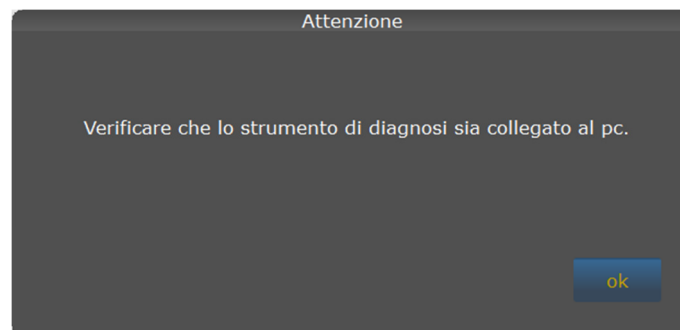 Attenzione
Verificare che lo strumento di diagnosi sia collegato al pc.
ok